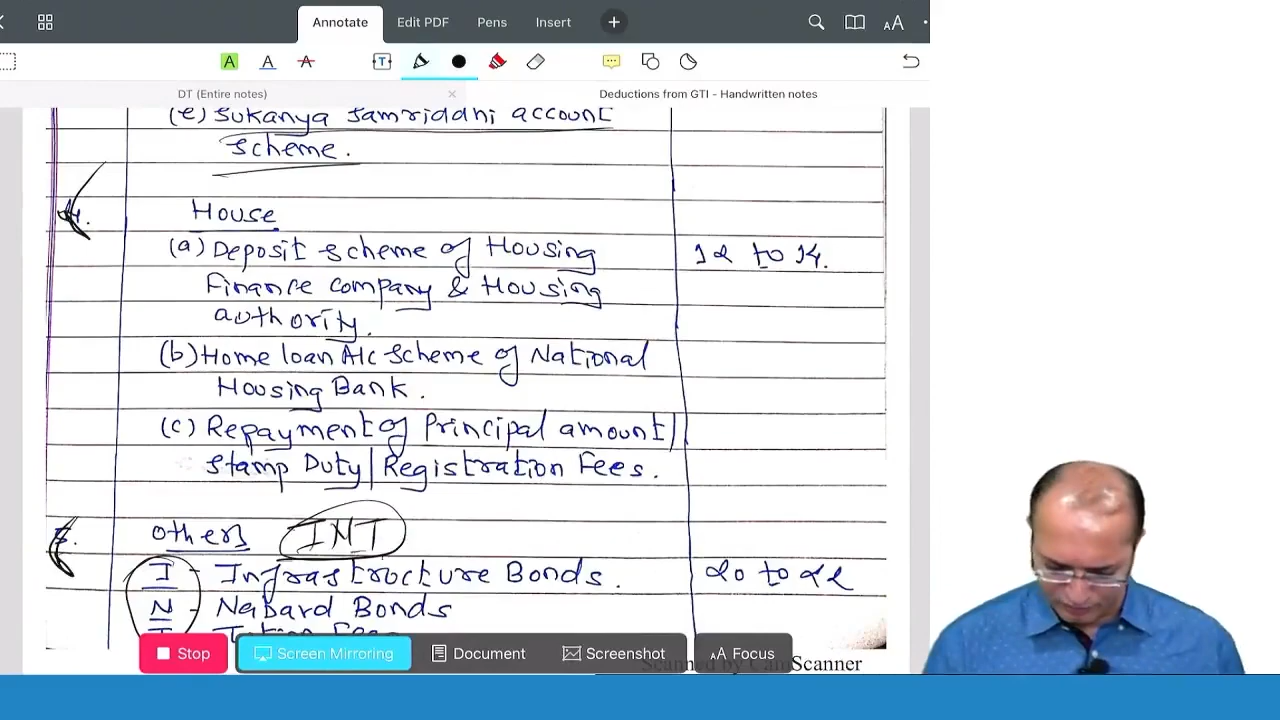 Annotate Edit PDF Pens Insert +
A A A T AA
DT (Entire notes) × Deductions from GTI - Handwritten notes
(e) Sukanya Samriddhi account
Scheme.
4. House
(a) Deposit scheme of Housing 12 to 14.
Finance company & Housing
authority.
(b) Home loan A/c Scheme of National
Housing Bank.
(c) Repayment of Principal amount/
Stamp Duty/Registration Fees.
5. others INT
I - Infrastructure Bonds. 20 to 22
N - Nabard Bonds
T
Stop Screen Mirroring Document Screenshot AA Focus
Scanned by CamScanner